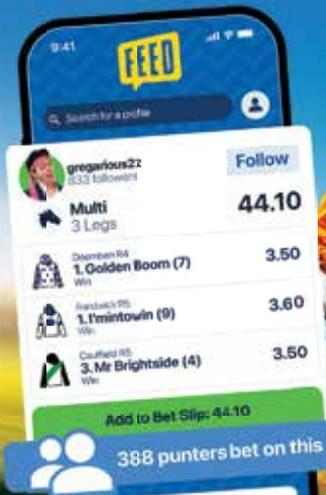 9:41
FEED
Search for a profile
gregarious2z
833 followers
Follow
Multi
3 Legs
44.10
Doomben R4
1. Golden Boom (7)
Win
3.50
Randwick R5
1. I'mintowin (9)
Win
3.60
Caulfield R5
3. Mr Brightside (4)
Win
3.50
Add to Bet Slip: 44.10
388 punters bet on this